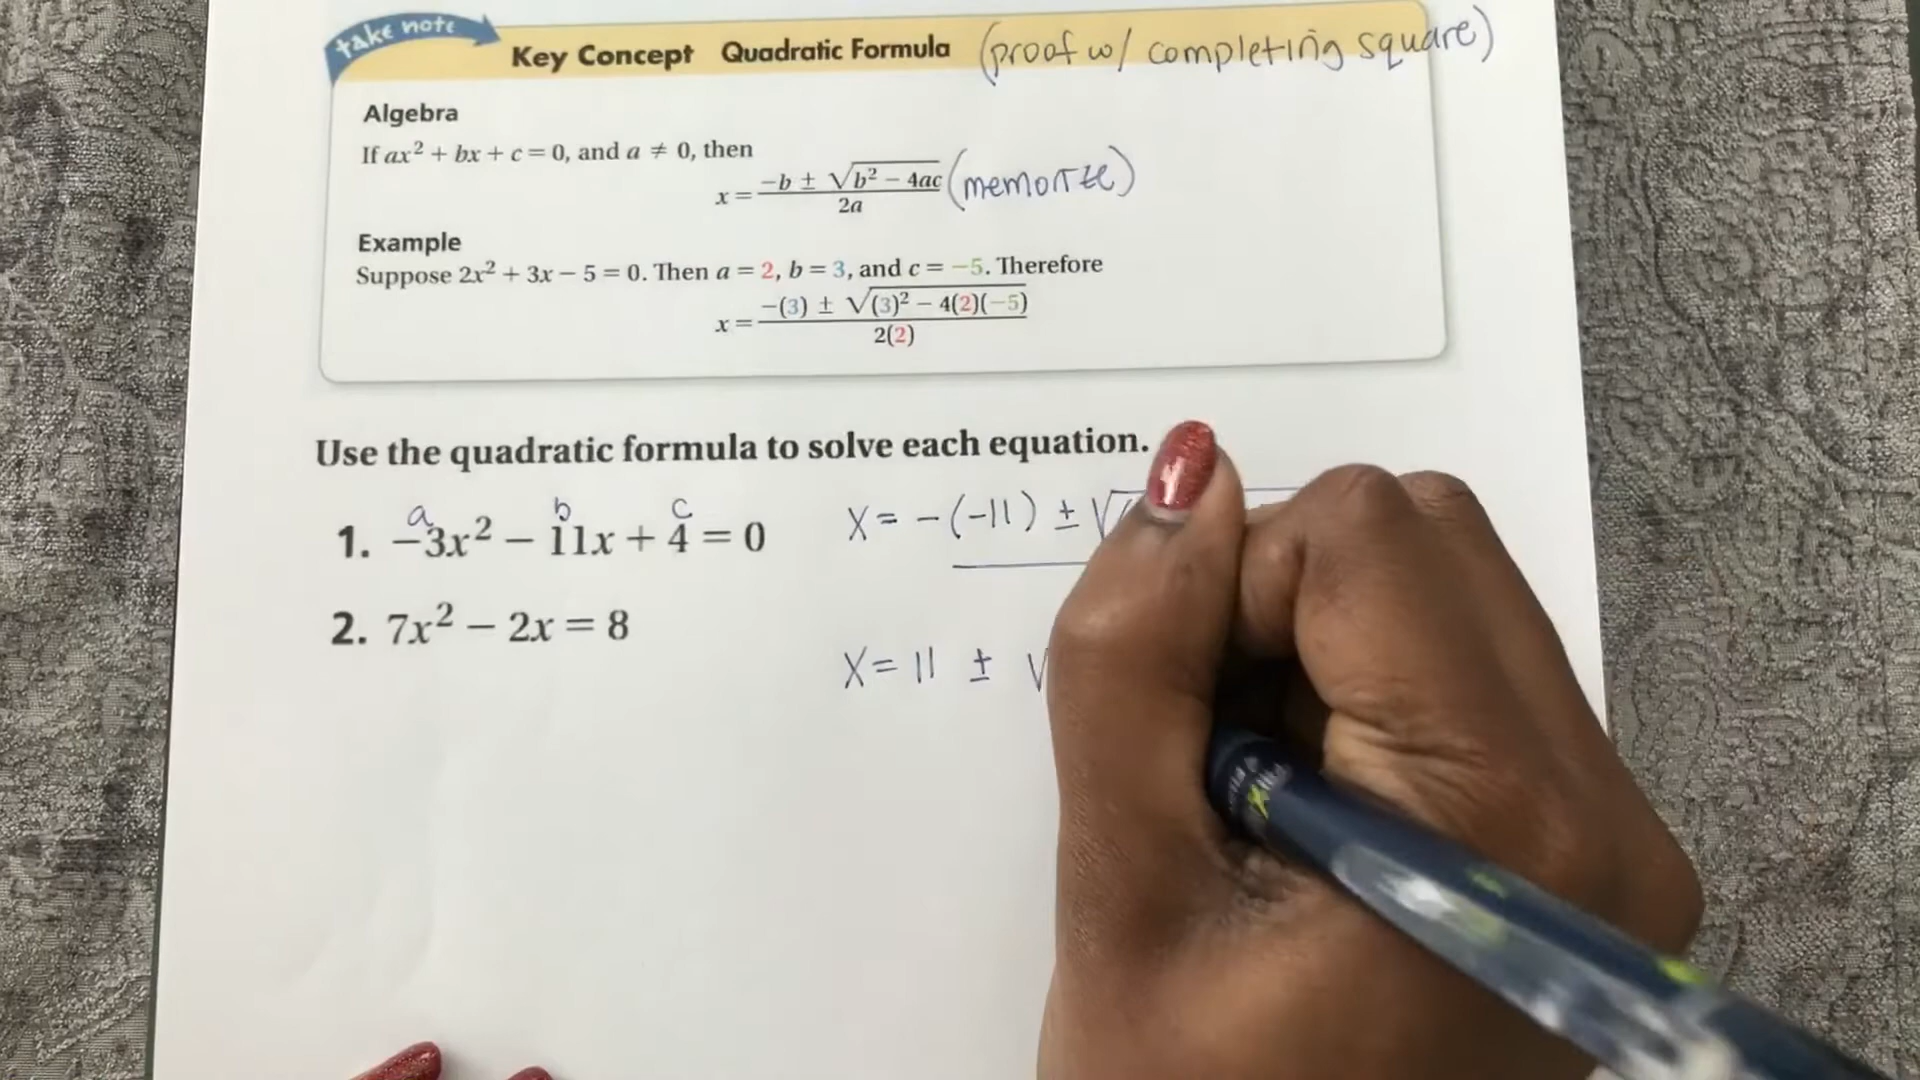 take note
Key Concept Quadratic Formula (proof w/ completing square)
Algebra
If ax² + bx + c = 0, and a ≠ 0, then
x = (−b ± √(b² − 4ac))/(2a) (memorize)
Example
Suppose 2x² + 3x − 5 = 0. Then a = 2, b = 3, and c = −5. Therefore
x = (−(3) ± √((3)² − 4(2)(−5)))/(2(2))
Use the quadratic formula to solve each equation.
a b c
1. −3x² − 11x + 4 = 0
x = −(−11) ± √(
2. 7x² − 2x = 8
x = 11 ± √